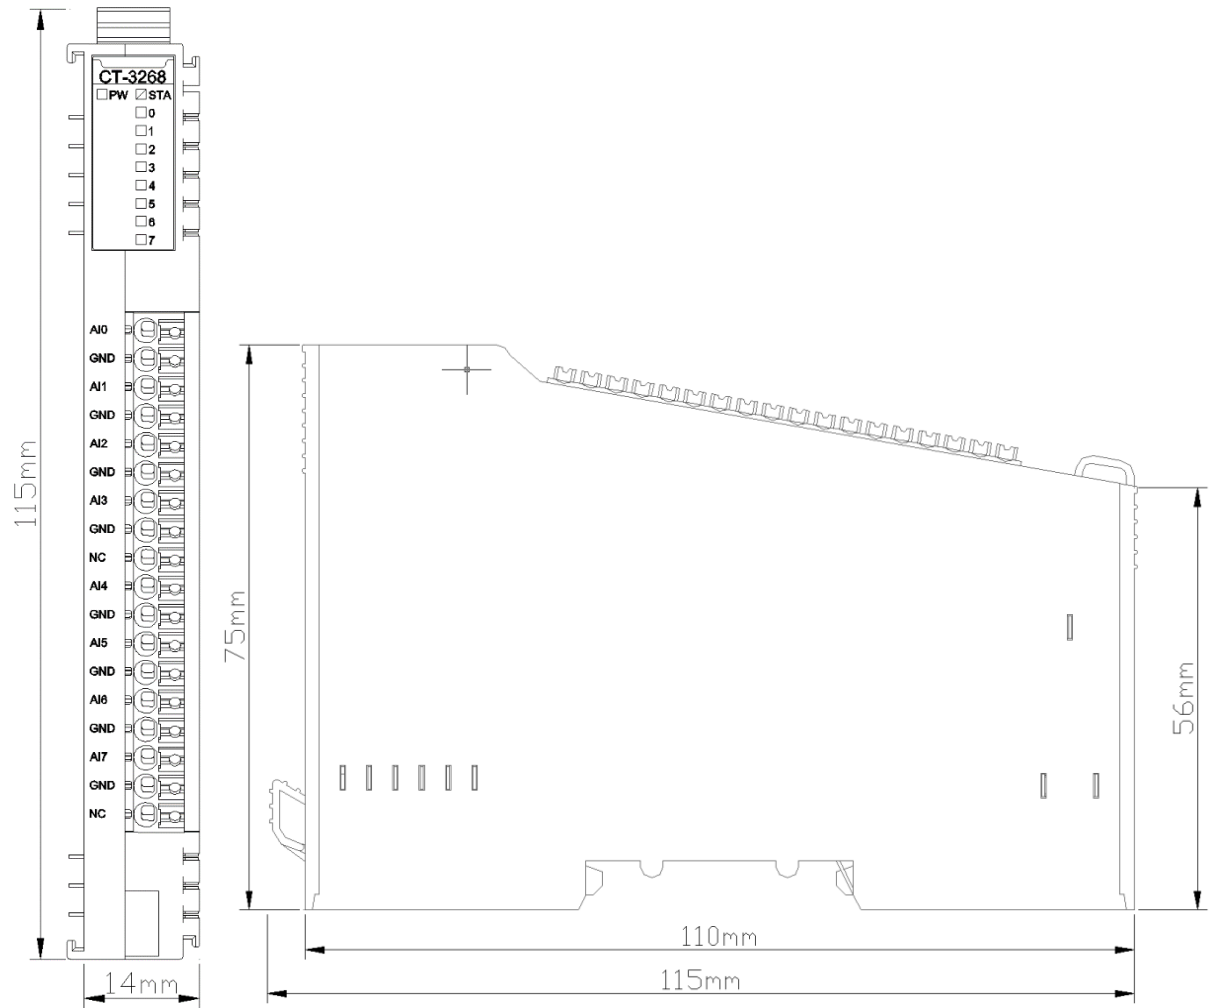 CT-3268
PW STA
0
1
2
3
4
5
6
7
AI0
GND
AI1
GND
AI2
GND
AI3
GND
NC
AI4
GND
AI5
GND
AI6
GND
AI7
GND
NC
115mm
14mm
75mm
56mm
110mm
115mm